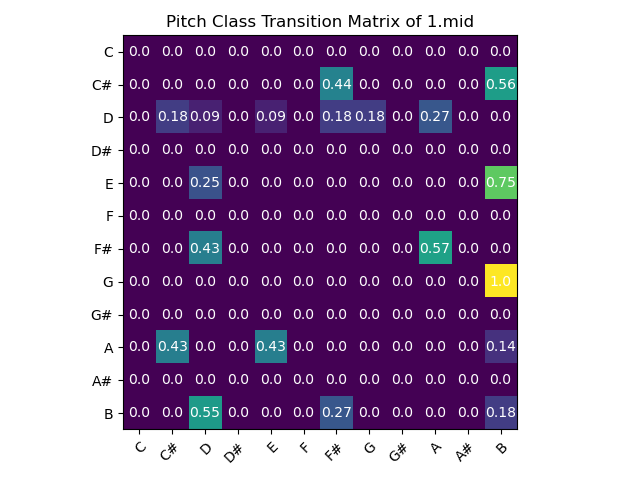 Pitch Class Transition Matrix of 1.mid
C 0.0 0.0 0.0 0.0 0.0 0.0 0.0 0.0 0.0 0.0 0.0 0.0
C# 0.0 0.0 0.0 0.0 0.0 0.0 0.44 0.0 0.0 0.0 0.0 0.56
D 0.0 0.18 0.09 0.0 0.09 0.0 0.18 0.18 0.0 0.27 0.0 0.0
D# 0.0 0.0 0.0 0.0 0.0 0.0 0.0 0.0 0.0 0.0 0.0 0.0
E 0.0 0.0 0.25 0.0 0.0 0.0 0.0 0.0 0.0 0.0 0.0 0.75
F 0.0 0.0 0.0 0.0 0.0 0.0 0.0 0.0 0.0 0.0 0.0 0.0
F# 0.0 0.0 0.43 0.0 0.0 0.0 0.0 0.0 0.0 0.57 0.0 0.0
G 0.0 0.0 0.0 0.0 0.0 0.0 0.0 0.0 0.0 0.0 0.0 1.0
G# 0.0 0.0 0.0 0.0 0.0 0.0 0.0 0.0 0.0 0.0 0.0 0.0
A 0.0 0.43 0.0 0.0 0.43 0.0 0.0 0.0 0.0 0.0 0.0 0.14
A# 0.0 0.0 0.0 0.0 0.0 0.0 0.0 0.0 0.0 0.0 0.0 0.0
B 0.0 0.0 0.55 0.0 0.0 0.0 0.27 0.0 0.0 0.0 0.0 0.18
C C# D D# E F F# G G# A A# B